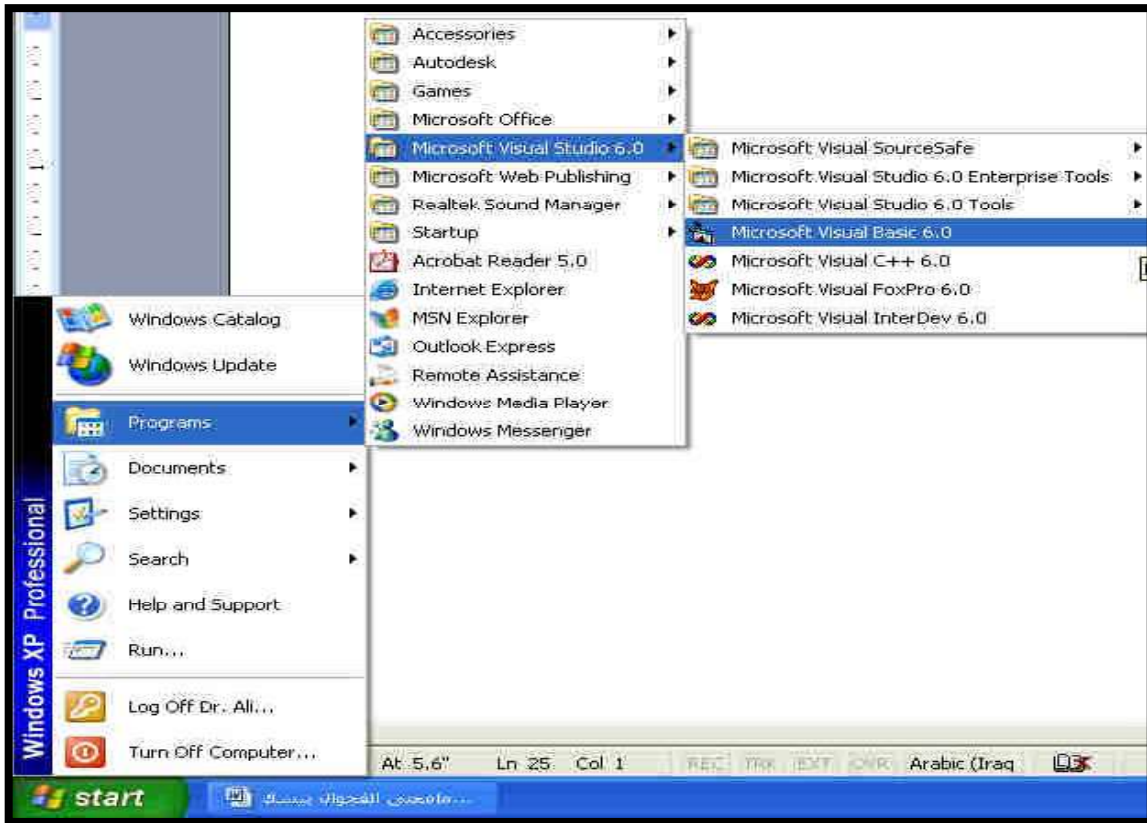 Accessories
Autodesk
Games
Microsoft Office
Microsoft Visual Studio 6.0
Microsoft Web Publishing
Realtek Sound Manager
Startup
Acrobat Reader 5.0
Internet Explorer
MSN Explorer
Outlook Express
Remote Assistance
Windows Media Player
Windows Messenger
Microsoft Visual SourceSafe
Microsoft Visual Studio 6.0 Enterprise Tools
Microsoft Visual Studio 6.0 Tools
Microsoft Visual Basic 6.0
Microsoft Visual C++ 6.0
Microsoft Visual FoxPro 6.0
Microsoft Visual InterDev 6.0
Windows Catalog
Windows Update
Programs
Documents
Settings
Search
Help and Support
Run...
Log Off Dr. Ali...
Turn Off Computer...
Windows XP Professional
At 5.6" Ln 25 Col 1 REC TRK EXT OVR Arabic (Iraq
start